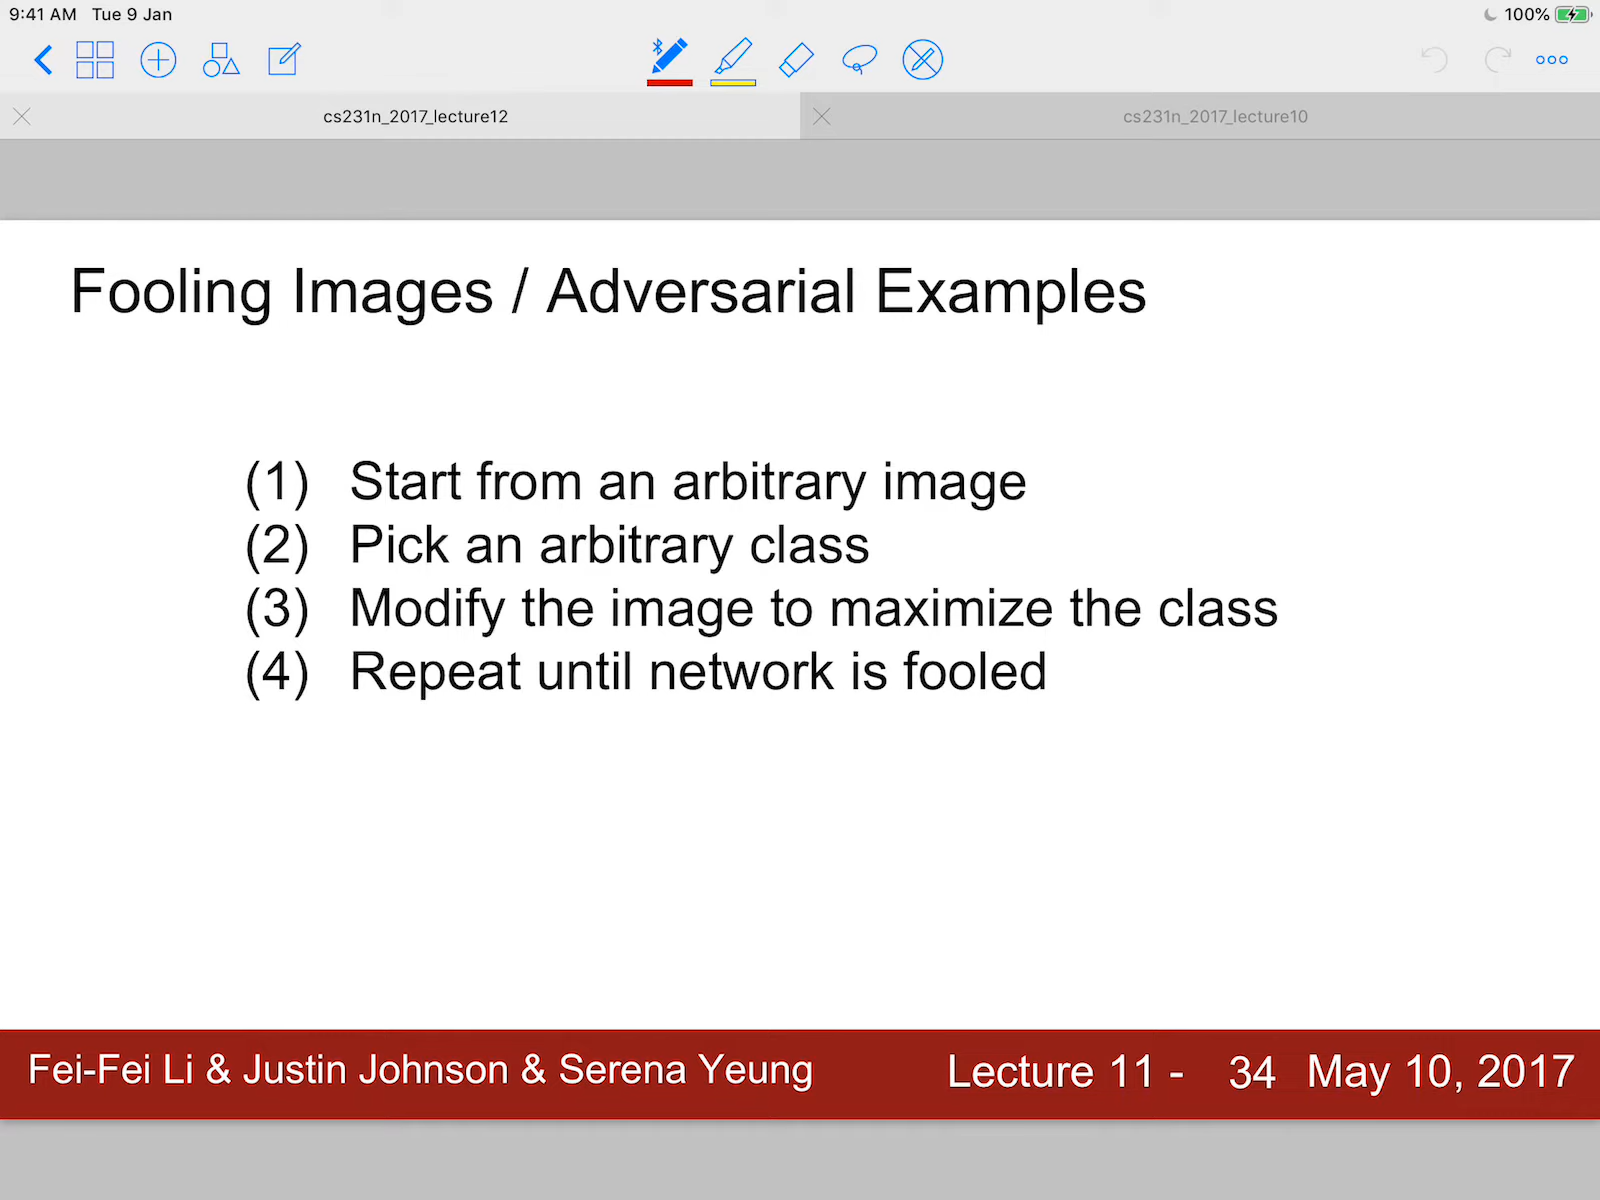 9:41 AM Tue 9 Jan
100%
cs231n_2017_lecture12
cs231n_2017_lecture10
Fooling Images / Adversarial Examples
(1) Start from an arbitrary image
(2) Pick an arbitrary class
(3) Modify the image to maximize the class
(4) Repeat until network is fooled
Fei-Fei Li & Justin Johnson & Serena Yeung
Lecture 11 - 34 May 10, 2017